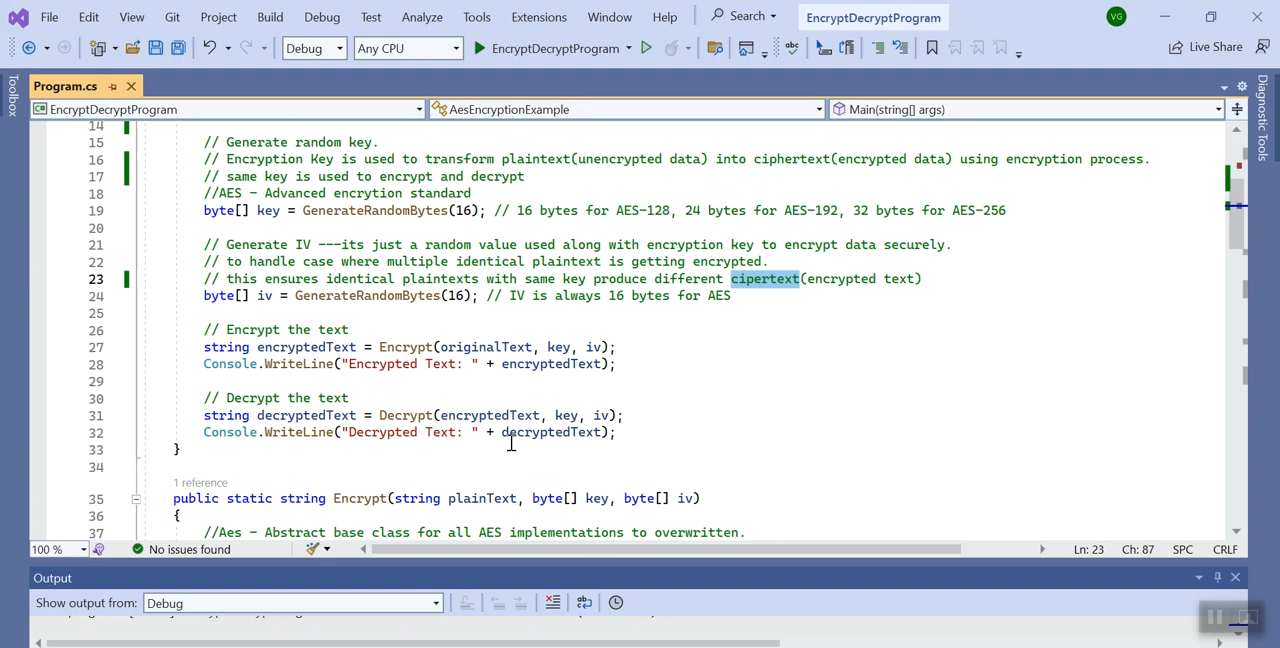 File Edit View Git Project Build Debug Test Analyze Tools Extensions Window Help Search EncryptDecryptProgram VG
Debug Any CPU EncryptDecryptProgram abc Live Share
Toolbox
Program.cs
Diagnostic Tools
C# EncryptDecryptProgram AesEncryptionExample Main(string[] args)
14
15 // Generate random key.
16 // Encryption Key is used to transform plaintext(unencrypted data) into ciphertext(encrypted data) using encryption process.
17 // same key is used to encrypt and decrypt
18 //AES - Advanced encrytion standard
19 byte[] key = GenerateRandomBytes(16); // 16 bytes for AES-128, 24 bytes for AES-192, 32 bytes for AES-256
20
21 // Generate IV ---its just a random value used along with encryption key to encrypt data securely.
22 // to handle case where multiple identical plaintext is getting encrypted.
23 // this ensures identical plaintexts with same key produce different cipertext(encrypted text)
24 byte[] iv = GenerateRandomBytes(16); // IV is always 16 bytes for AES
25
26 // Encrypt the text
27 string encryptedText = Encrypt(originalText, key, iv);
28 Console.WriteLine("Encrypted Text: " + encryptedText);
29
30 // Decrypt the text
31 string decryptedText = Decrypt(encryptedText, key, iv);
32 Console.WriteLine("Decrypted Text: " + decryptedText);
33 }
34
1 reference
35 public static string Encrypt(string plainText, byte[] key, byte[] iv)
36 {
37 //Aes - Abstract base class for all AES implementations to overwritten.
100 % No issues found Ln: 23 Ch: 87 SPC CRLF
Output
Show output from: Debug